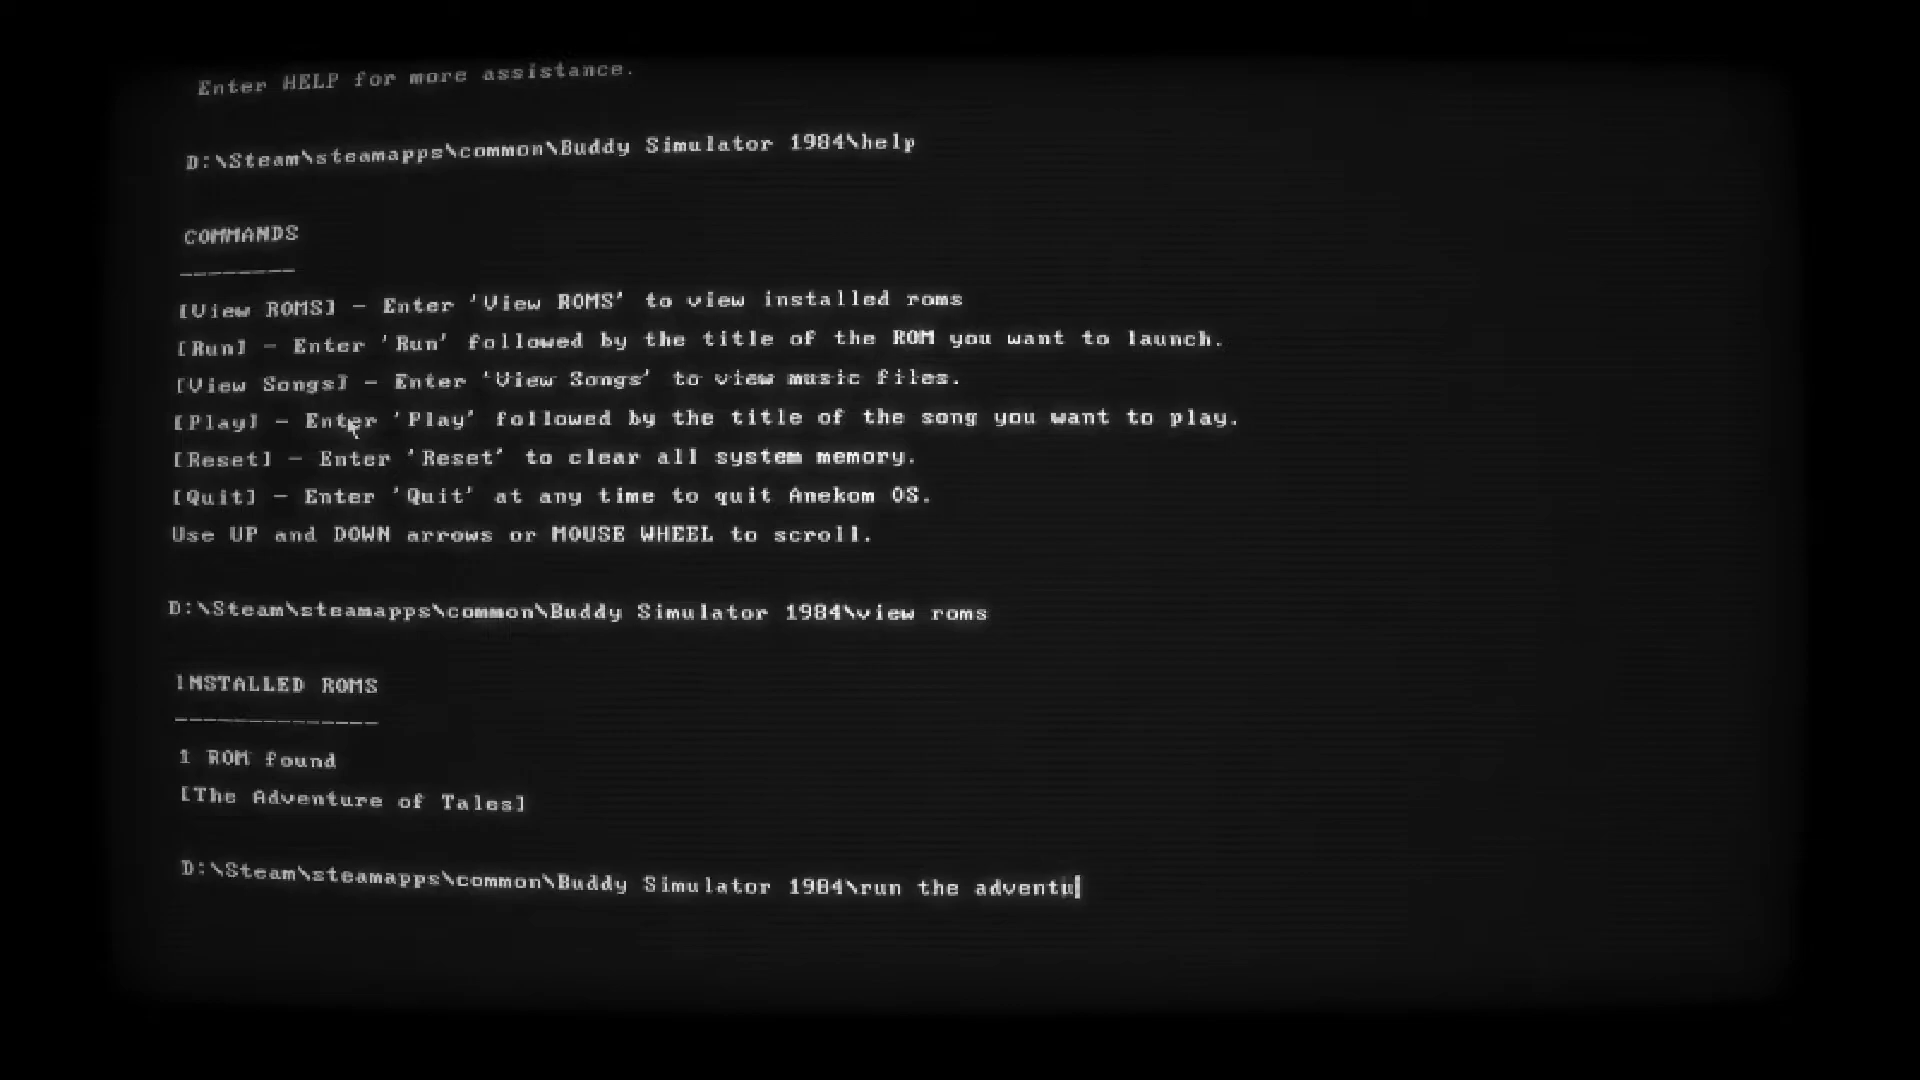 Enter HELP for more assistance.
D:\Steam\steamapps\common\Buddy Simulator 1984\help
COMMANDS
--------
[View ROMS] - Enter 'View ROMS' to view installed roms
[Run] - Enter 'Run' followed by the title of the ROM you want to launch.
[View Songs] - Enter 'View Songs' to view music files.
[Play] - Enter 'Play' followed by the title of the song you want to play.
[Reset] - Enter 'Reset' to clear all system memory.
[Quit] - Enter 'Quit' at any time to quit Anekom OS.
Use UP and DOWN arrows or MOUSE WHEEL to scroll.
D:\Steam\steamapps\common\Buddy Simulator 1984\view roms
INSTALLED ROMS
--------------
1 ROM found
[The Adventure of Tales]
D:\Steam\steamapps\common\Buddy Simulator 1984\run the adventu